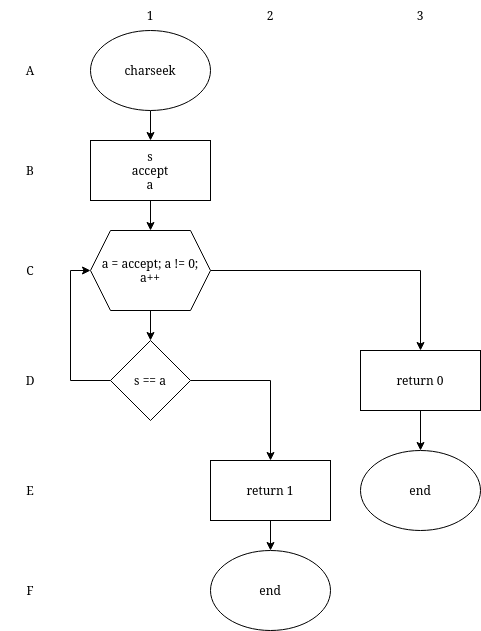 1 2 3
A
charseek
B
s
accept
a
C
a = accept; a != 0;
a++
D
s == a
return 0
E
return 1
end
F
end